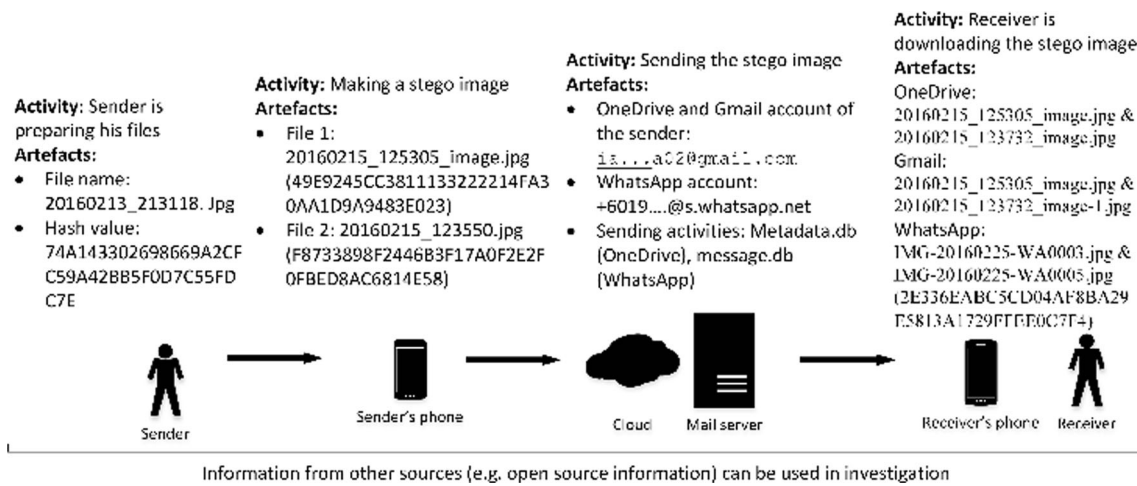 Activity: Sender is
preparing his files
Artefacts:
• File name:
20160213_213118. Jpg
• Hash value:
74A143302698669A2CF
C59A42BB5F0D7C55FD
C7E
Activity: Making a stego image
Artefacts:
• File 1:
20160215_125305_image.jpg
(49E9245CC3811133222214FA3
0AA1D9A9483E023)
• File 2: 20160215_123550.jpg
(F8733898F2446B3F17A0F2E2F
0FBED8AC6814E58)
Activity: Sending the stego image
Artefacts:
• OneDrive and Gmail account of
the sender:
ia...a02@gmail.com
• WhatsApp account:
+6019....@s.whatsapp.net
• Sending activities: Metadata.db
(OneDrive), message.db
(WhatsApp)
Activity: Receiver is
downloading the stego image
Artefacts:
OneDrive:
20160215_125305_image.jpg &
20160215_123732_image.jpg
Gmail:
20160215_125305_image.jpg &
20160215_123732_image-1.jpg
WhatsApp:
IMG-20160225-WA0003.jpg &
IMG-20160225-WA0005.jpg
(2E336EABC5CD04AF8BA29
Sender
Sender's phone
Cloud
Mail server
Receiver's phone
Receiver
Information from other sources (e.g. open source information) can be used in investigation